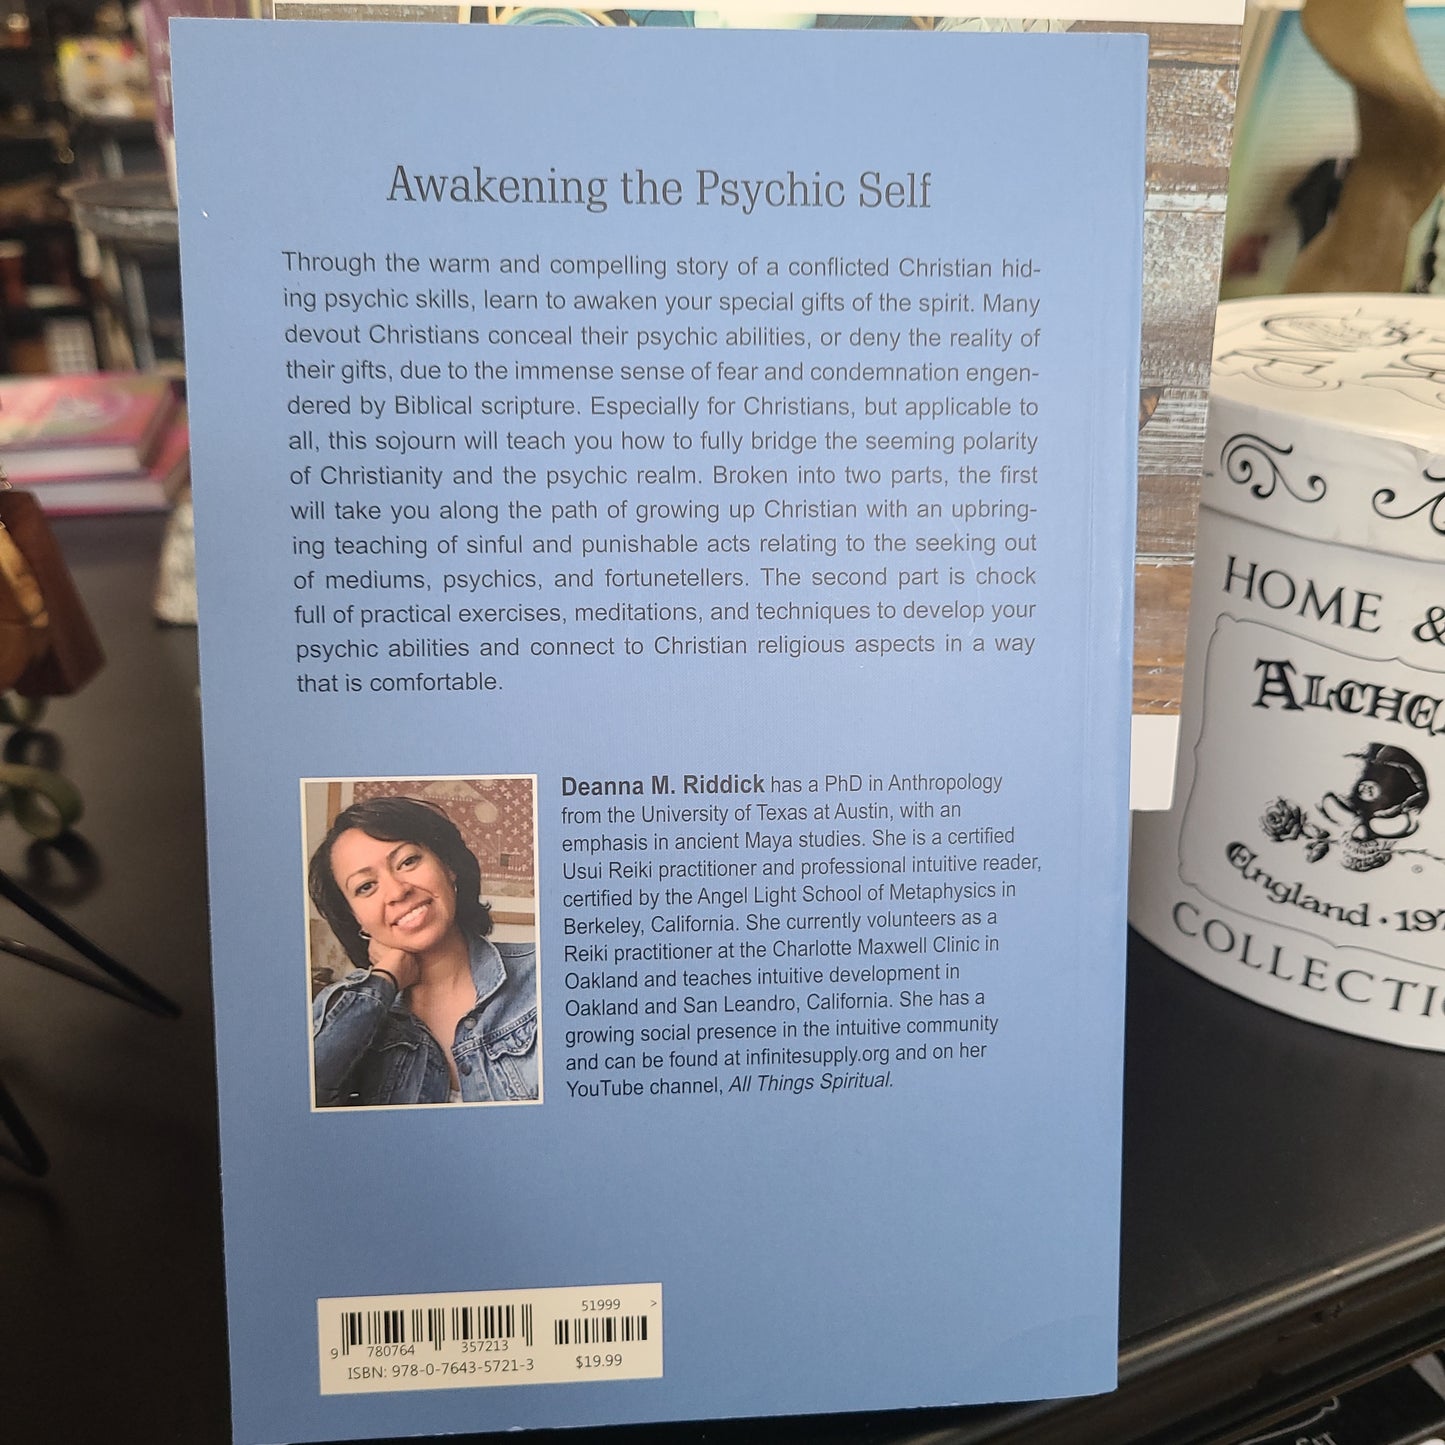 Awakening the Psychic Self
Through the warm and compelling story of a conflicted Christian hid-
ing psychic skills, learn to awaken your special gifts of the spirit. Many
devout Christians conceal their psychic abilities, or deny the reality of
their gifts, due to the immense sense of fear and condemnation engen-
dered by Biblical scripture. Especially for Christians, but applicable to
all, this sojourn will teach you how to fully bridge the seeming polarity
of Christianity and the psychic realm. Broken into two parts, the first
will take you along the path of growing up Christian with an upbring-
ing teaching of sinful and punishable acts relating to the seeking out
of mediums, psychics, and fortunetellers. The second part is chock
full of practical exercises, meditations, and techniques to develop your
psychic abilities and connect to Christian religious aspects in a way
that is comfortable.
Deanna M. Riddick has a PhD in Anthropology
from the University of Texas at Austin, with an
emphasis in ancient Maya studies. She is a certified
Usui Reiki practitioner and professional intuitive reader,
certified by the Angel Light School of Metaphysics in
Berkeley, California. She currently volunteers as a
Reiki practitioner at the Charlotte Maxwell Clinic in
Oakland and teaches intuitive development in
Oakland and San Leandro, California. She has a
growing social presence in the intuitive community
and can be found at infinitesupply.org and on her
YouTube channel, All Things Spiritual.
51999 >
9 780764 357213
ISBN: 978-0-7643-5721-3
$19.99
HOME &
ALCHE
England · 197
COLLECTI